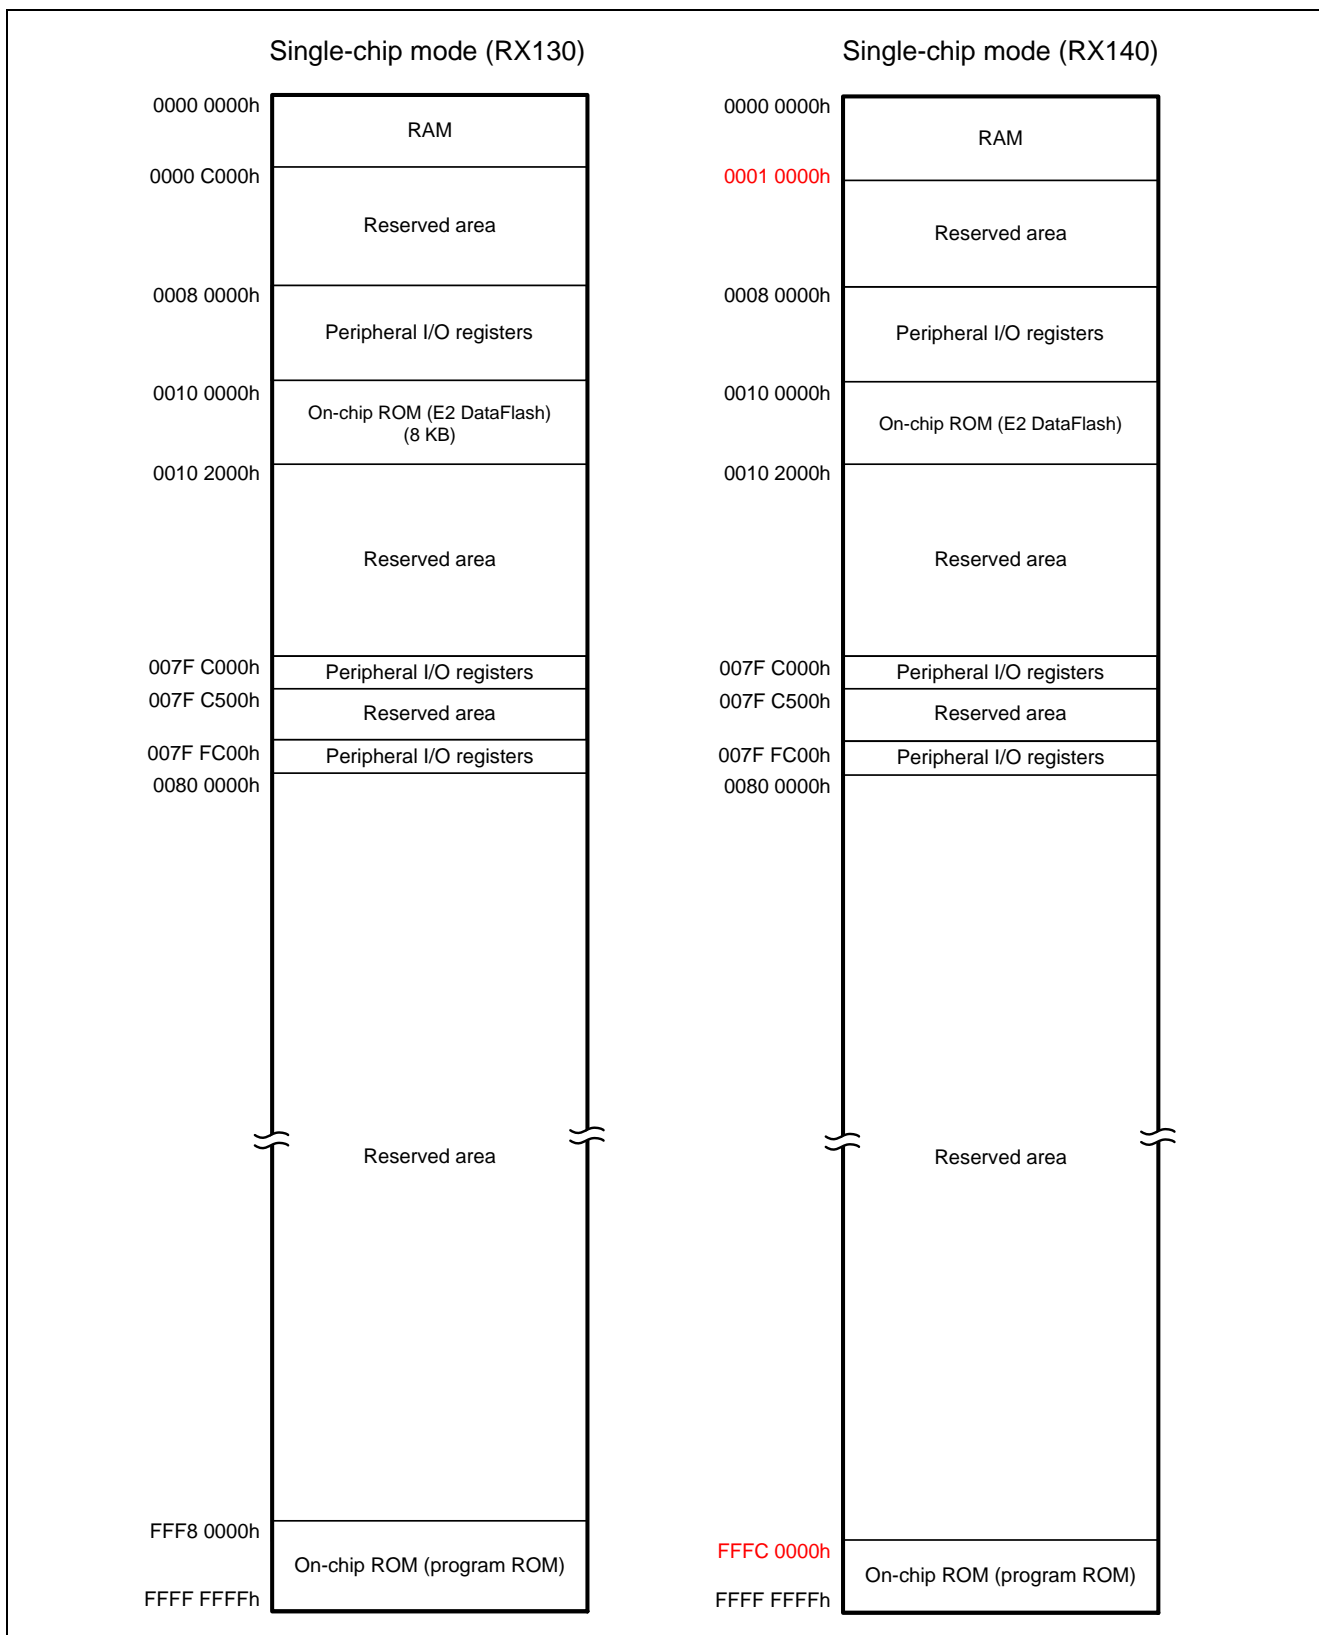 Single-chip mode (RX130)
0000 0000h
RAM
0000 C000h
Reserved area
0008 0000h
Peripheral I/O registers
0010 0000h
On-chip ROM (E2 DataFlash)
(8 KB)
0010 2000h
Reserved area
007F C000h
Peripheral I/O registers
007F C500h
Reserved area
007F FC00h
Peripheral I/O registers
0080 0000h
Reserved area
FFF8 0000h
On-chip ROM (program ROM)
FFFF FFFFh
Single-chip mode (RX140)
0000 0000h
RAM
0001 0000h
Reserved area
0008 0000h
Peripheral I/O registers
0010 0000h
On-chip ROM (E2 DataFlash)
0010 2000h
Reserved area
007F C000h
Peripheral I/O registers
007F C500h
Reserved area
007F FC00h
Peripheral I/O registers
0080 0000h
Reserved area
FFFC 0000h
On-chip ROM (program ROM)
FFFF FFFFh